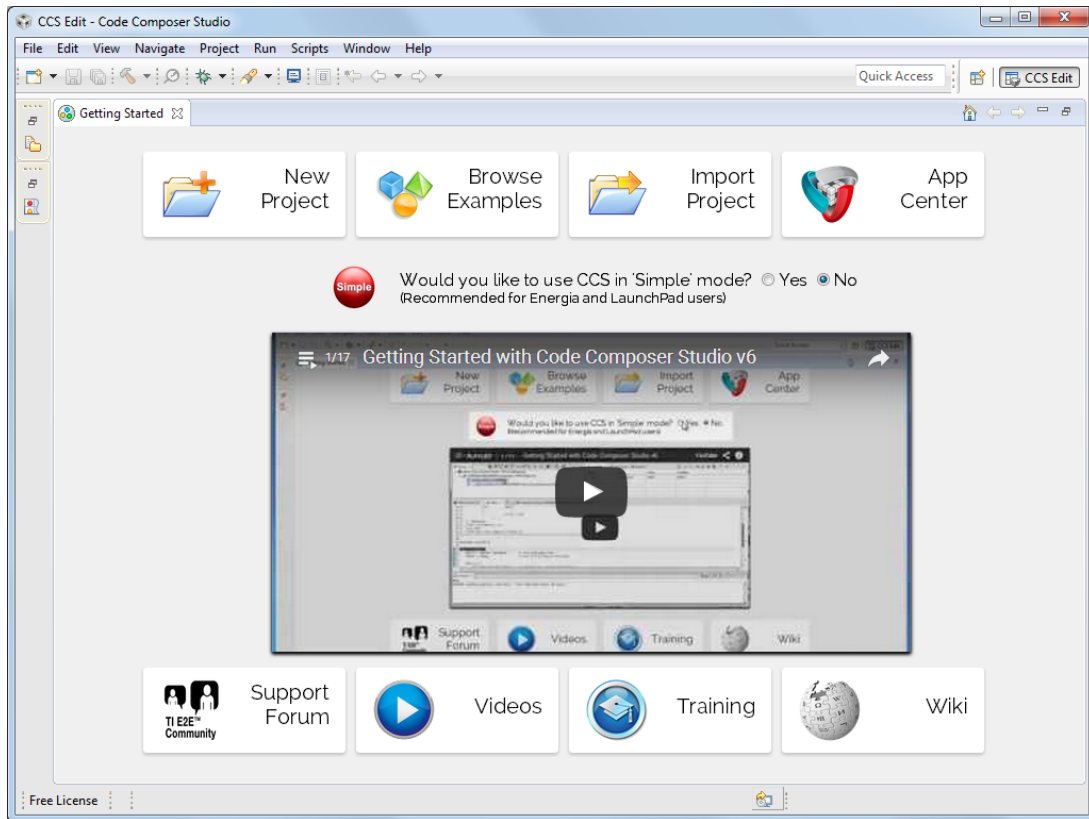 CCS Edit - Code Composer Studio
File Edit View Navigate Project Run Scripts Window Help
Quick Access
CCS Edit
Getting Started
New Project
Browse Examples
Import Project
App Center
Simple
Would you like to use CCS in 'Simple' mode? Yes No
(Recommended for Energia and LaunchPad users)
1/17 Getting Started with Code Composer Studio v6
New Project
Browse Examples
Import Project
App Center
Would you like to use CCS in 'Simple' mode? Yes No
(Recommended for Energia and LaunchPad users)
Support Forum
Videos
Training
Wiki
TI E2E™ Community
Support Forum
Videos
Training
Wiki
Free License